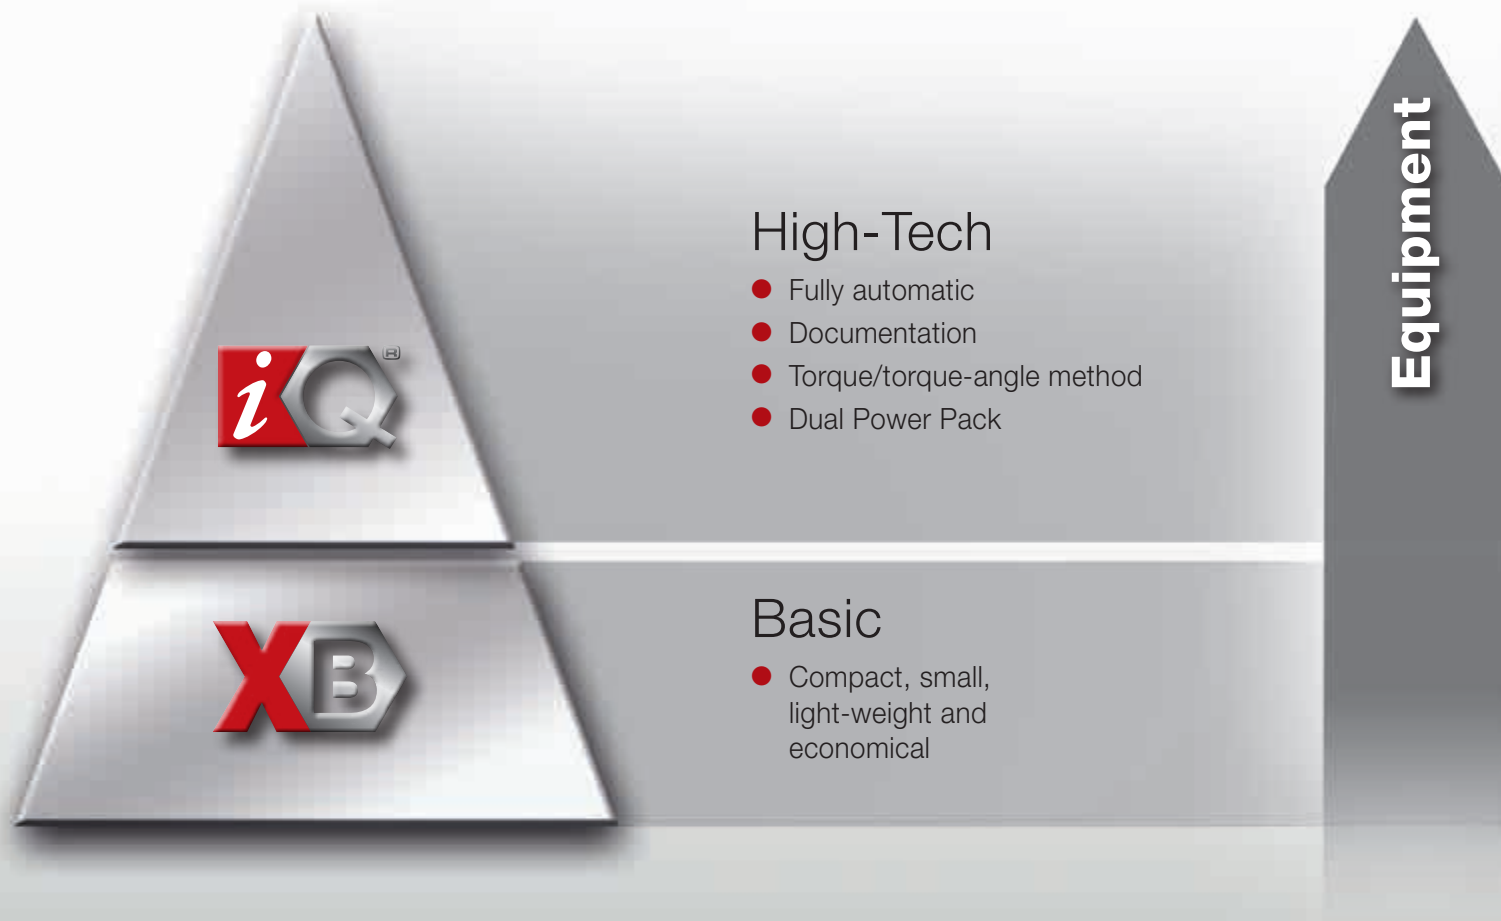 High-Tech
Fully automatic
Documentation
Torque/torque-angle method
Dual Power Pack
iQ®
Basic
Compact, small,
light-weight and
economical
XB
Equipment